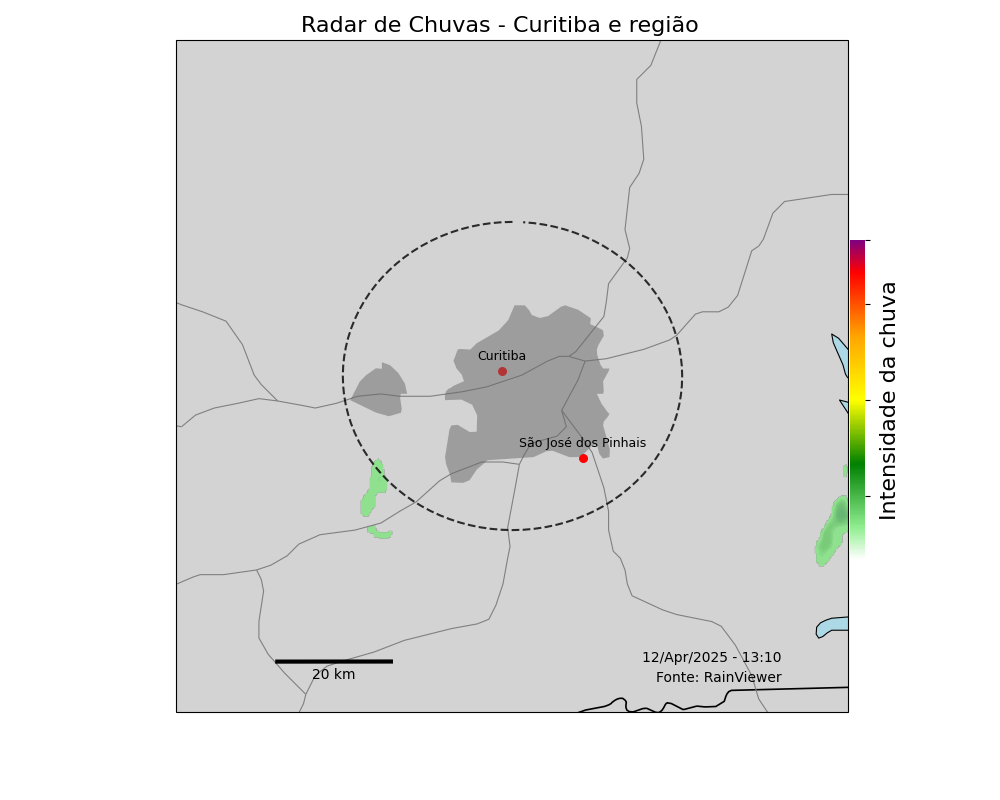 Radar de Chuvas - Curitiba e região
Curitiba
São José dos Pinhais
Intensidade da chuva
12/Apr/2025 - 13:10
Fonte: RainViewer
20 km